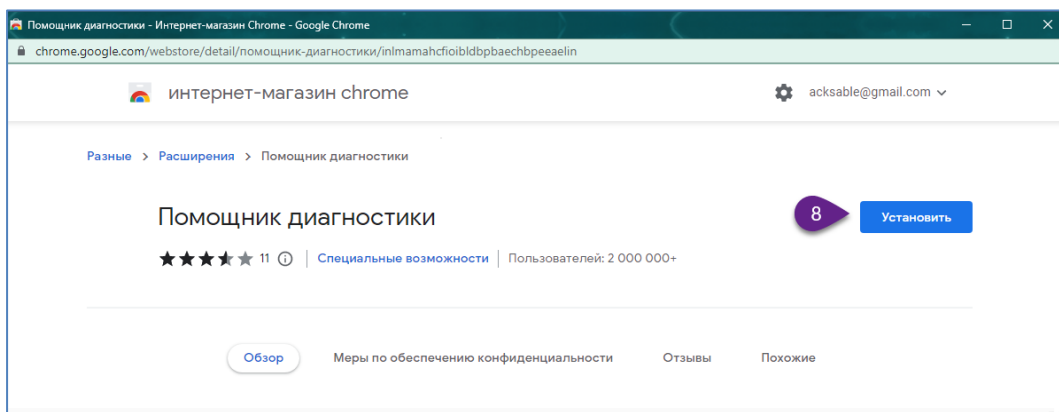 Помощник диагностики - Интернет-магазин Chrome - Google Chrome
chrome.google.com/webstore/detail/помощник-диагностики/inlmamahcfioibldbpbaechbpeeaelin
интернет-магазин chrome
acksable@gmail.com
Разные > Расширения > Помощник диагностики
Помощник диагностики
8
Установить
11
Специальные возможности
Пользователей: 2 000 000+
Обзор
Меры по обеспечению конфиденциальности
Отзывы
Похожие